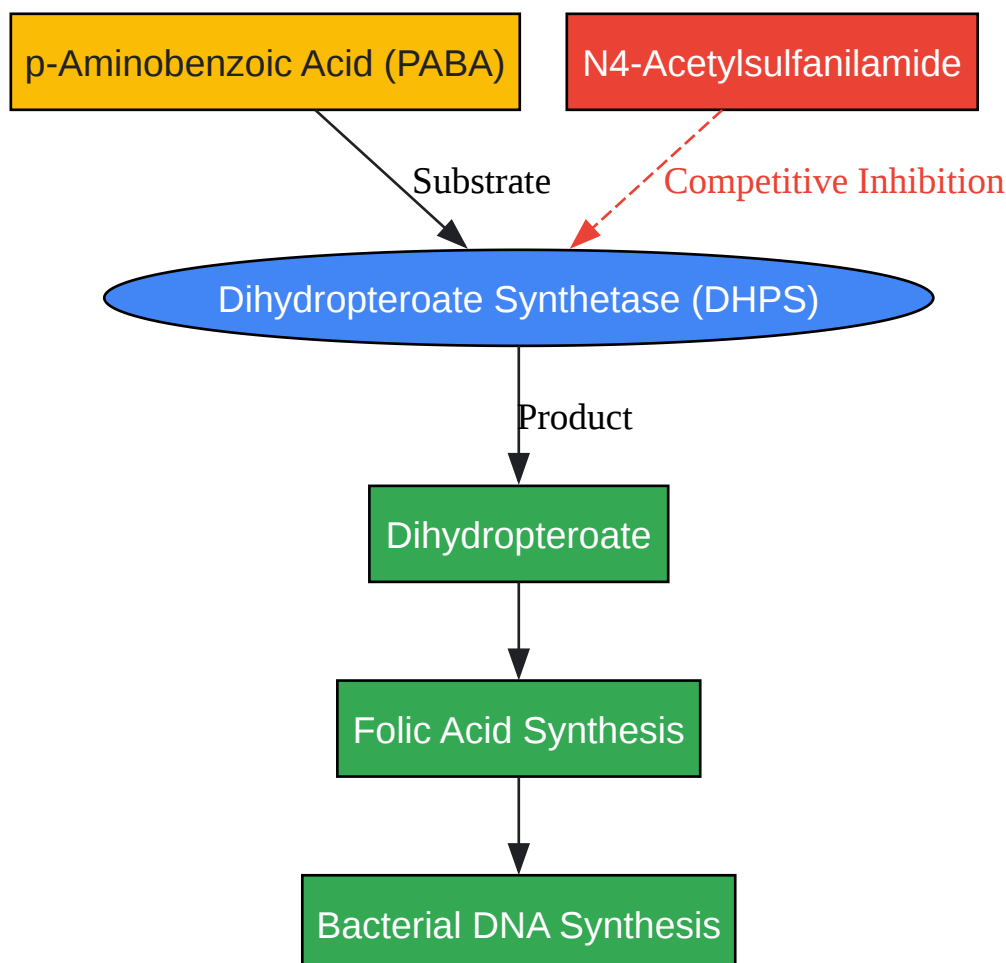 p-Aminobenzoic Acid (PABA)
N4-Acetylsulfanilamide
Substrate
Competitive Inhibition
Dihydropteroate Synthetase (DHPS)
Product
Dihydropteroate
Folic Acid Synthesis
Bacterial DNA Synthesis